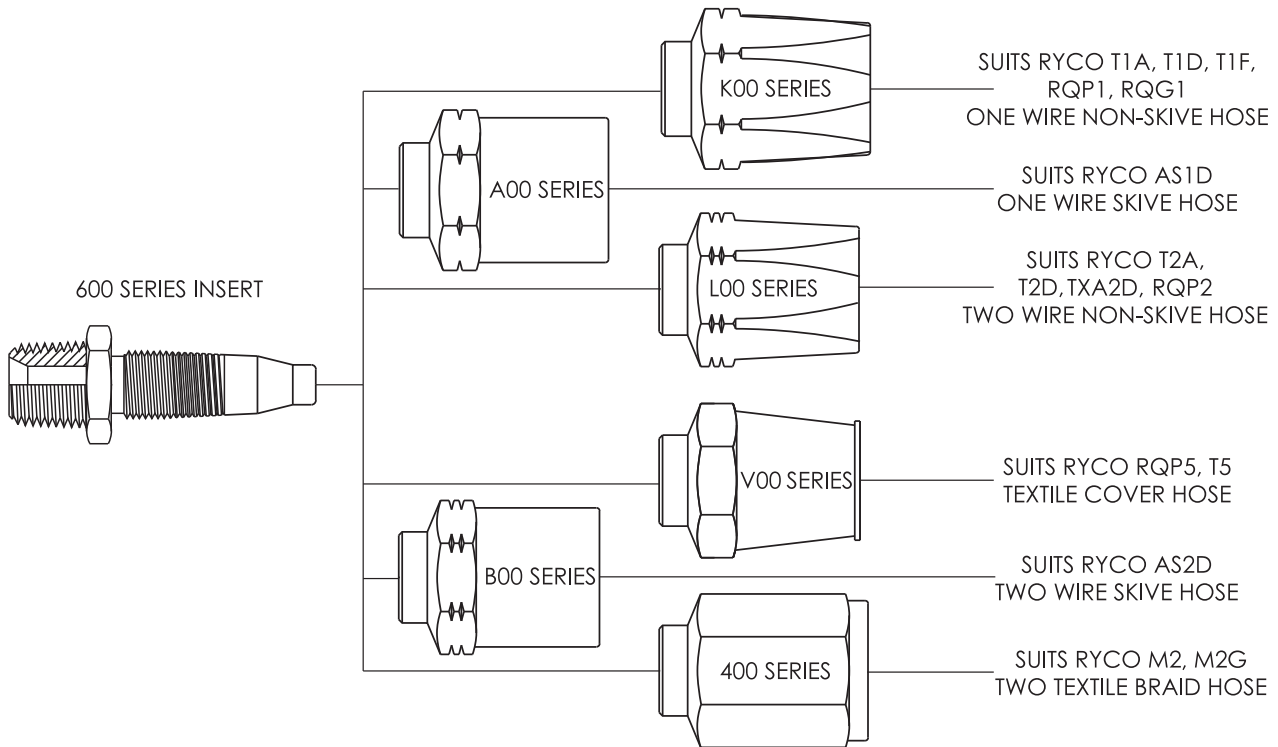 K00 SERIES
SUITS RYCO T1A, T1D, T1F,
RQP1, RQG1
ONE WIRE NON-SKIVE HOSE
A00 SERIES
SUITS RYCO AS1D
ONE WIRE SKIVE HOSE
600 SERIES INSERT
L00 SERIES
SUITS RYCO T2A,
T2D, TXA2D, RQP2
TWO WIRE NON-SKIVE HOSE
V00 SERIES
SUITS RYCO RQP5, T5
TEXTILE COVER HOSE
B00 SERIES
SUITS RYCO AS2D
TWO WIRE SKIVE HOSE
400 SERIES
SUITS RYCO M2, M2G
TWO TEXTILE BRAID HOSE